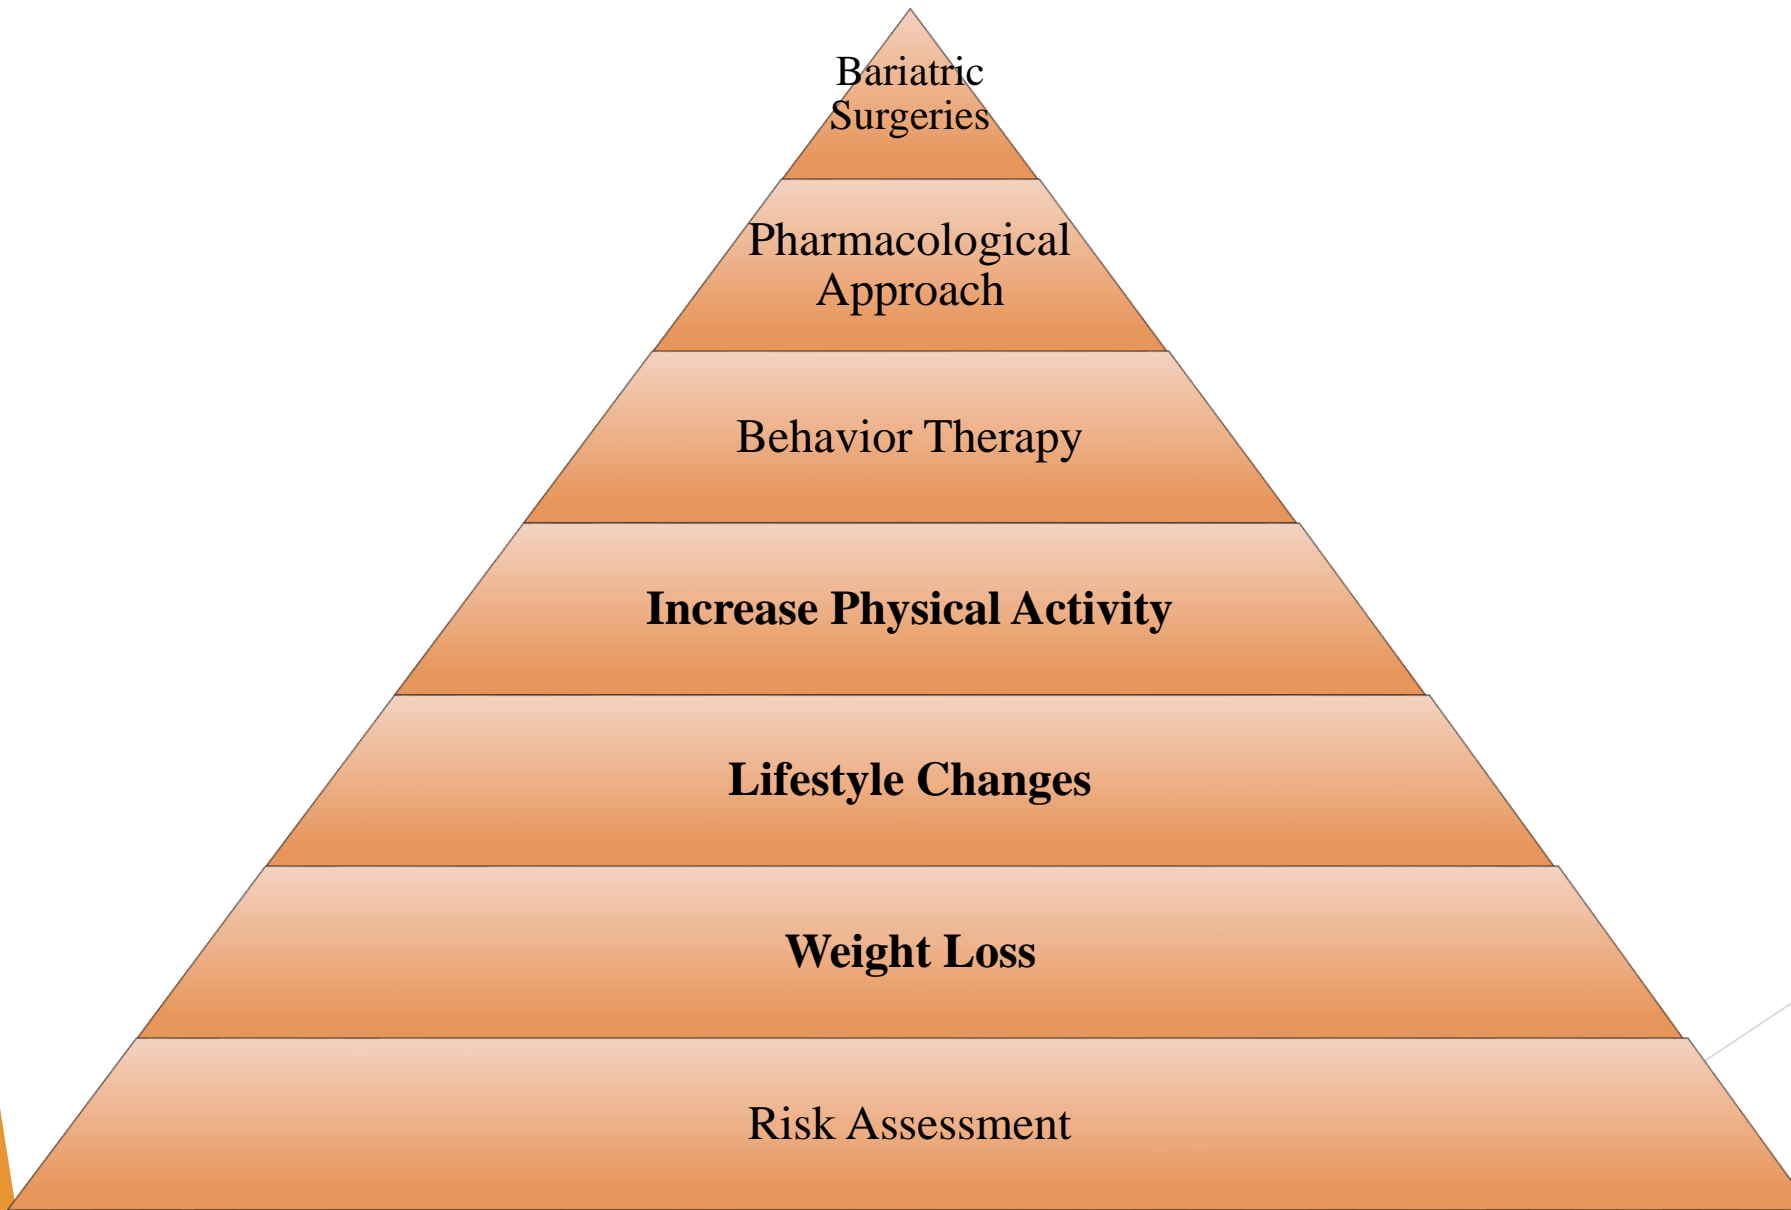 Bariatric
Surgeries
Pharmacological
Approach
Behavior Therapy
Increase Physical Activity
Lifestyle Changes
Weight Loss
Risk Assessment